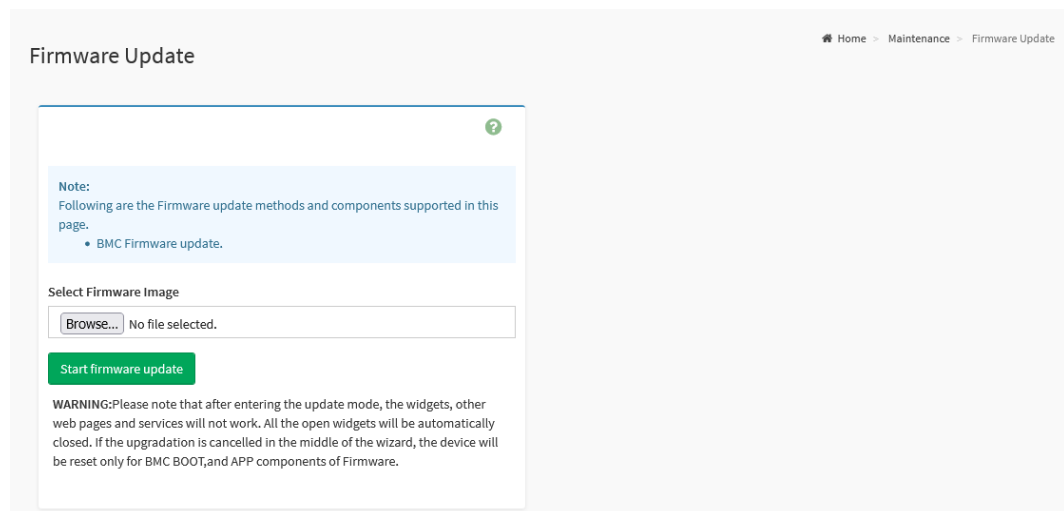 Home > Maintenance > Firmware Update
Firmware Update
?
Note:
Following are the Firmware update methods and components supported in this
page.
• BMC Firmware update.
Select Firmware Image
Browse... No file selected.
Start firmware update
WARNING:Please note that after entering the update mode, the widgets, other
web pages and services will not work. All the open widgets will be automatically
closed. If the upgradation is cancelled in the middle of the wizard, the device will
be reset only for BMC BOOT,and APP components of Firmware.